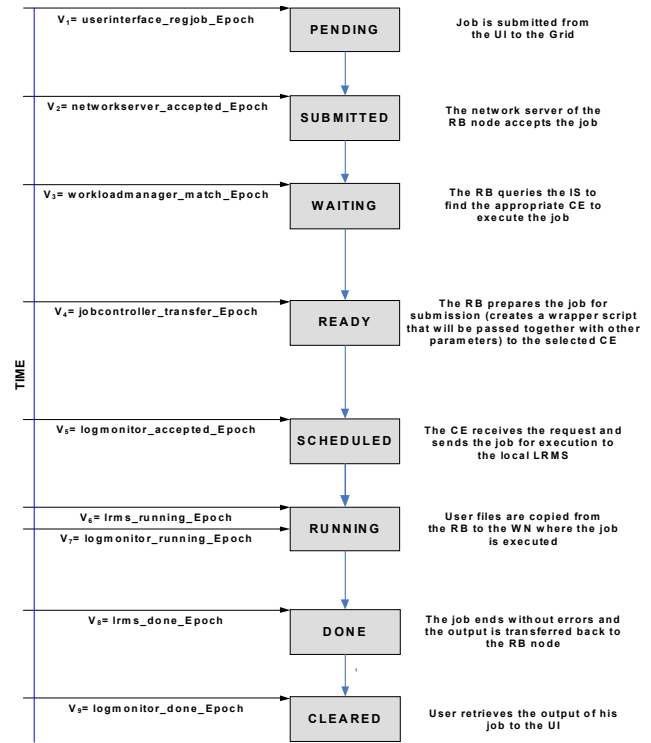 V₁= userinterface_regjob_Epoch
PENDING
Job is submitted from
the UI to the Grid
V₂= networkserver_accepted_Epoch
SUBMITTED
The network server of the
RB node accepts the job
V₃= workloadmanager_match_Epoch
WAITING
The RB queries the IS to
find the appropriate CE to
execute the job
V₄= jobcontroller_transfer_Epoch
READY
The RB prepares the job for
submission (creates a wrapper script
that will be passed together with other
parameters) to the selected CE
TIME
V₅= logmonitor_accepted_Epoch
SCHEDULED
The CE receives the request and
sends the job for execution to
the local LRMS
V₆= lrms_running_Epoch
V₇= logmonitor_running_Epoch
RUNNING
User files are copied from
the RB to the WN where the job
is executed
V₈= lrms_done_Epoch
DONE
The job ends without errors and
the output is transferred back to
the RB node
V₉= logmonitor_done_Epoch
CLEARED
User retrieves the output of his
job to the UI